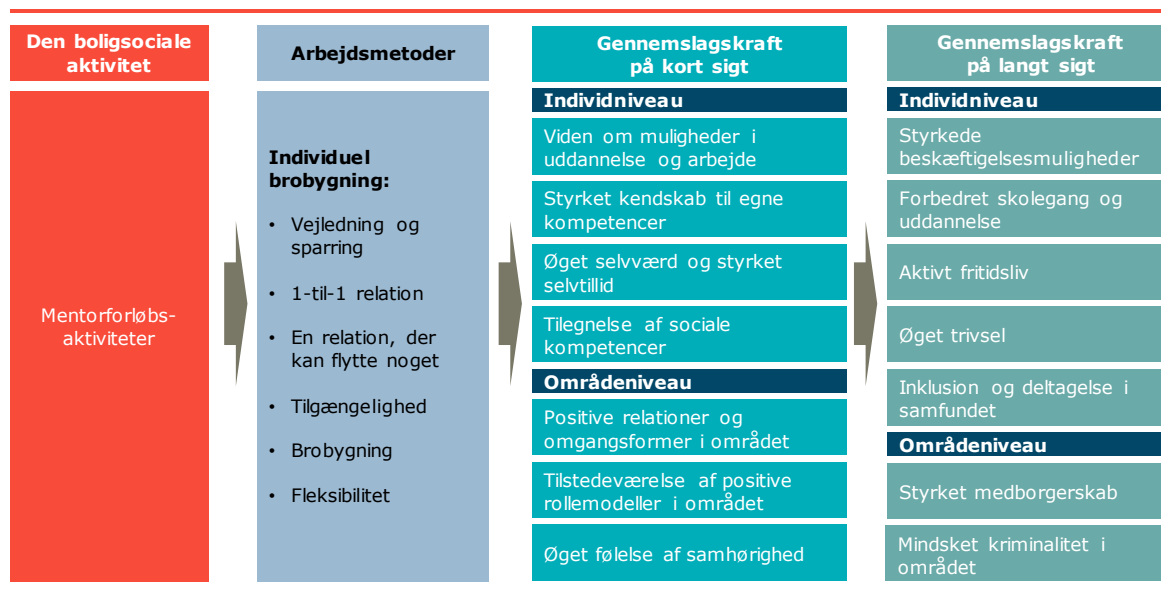 Den boligsociale
aktivitet
Mentorforløbs-
aktiviteter
Arbejdsmetoder
Individuel
brobygning:
• Vejledning og
sparring
• 1-til-1 relation
• En relation, der
kan flytte noget
• Tilgængelighed
• Brobygning
• Fleksibilitet
Gennemslagskraft
på kort sigt
Individniveau
Viden om muligheder i
uddannelse og arbejde
Styrket kendskab til egne
kompetencer
Øget selvværd og styrket
selvtillid
Tilegnelse af sociale
kompetencer
Områdeniveau
Positive relationer og
omgangsformer i området
Tilstedeværelse af positive
rollemodeller i området
Øget følelse af samhørighed
Gennemslagskraft
på langt sigt
Individniveau
Styrkede
beskæftigelsesmuligheder
Forbedret skolegang og
uddannelse
Aktivt fritidsliv
Øget trivsel
Inklusion og deltagelse i
samfundet
Områdeniveau
Styrket medborgerskab
Mindsket kriminalitet i
området